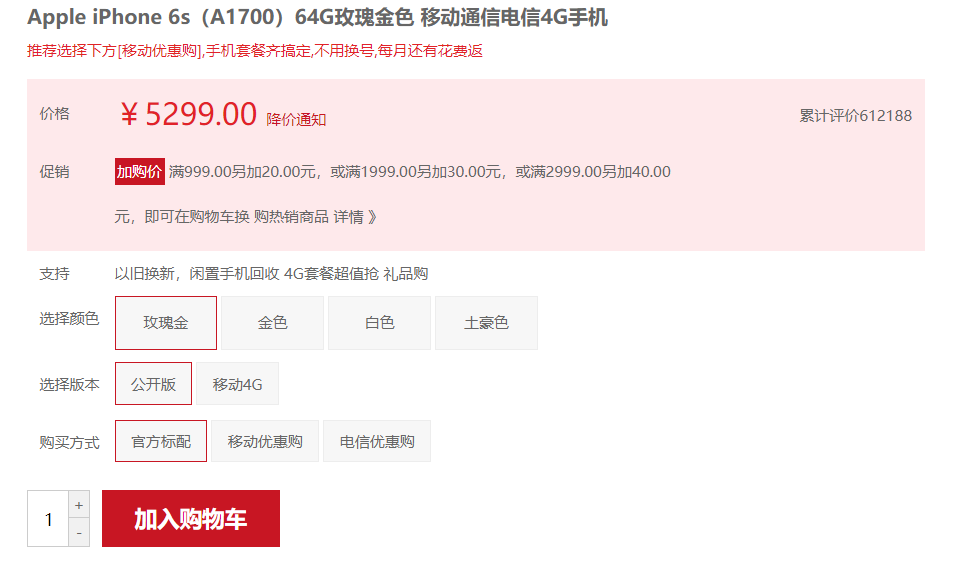 Apple iPhone 6s（A1700）64G玫瑰金色 移动通信电信4G手机
推荐选择下方[移动优惠购],手机套餐齐搞定,不用换号,每月还有花费返
价格 ￥5299.00 降价通知 累计评价612188
促销 加购价 满999.00另加20.00元，或满1999.00另加30.00元，或满2999.00另加40.00
元，即可在购物车换 购热销商品 详情 》
支持 以旧换新，闲置手机回收 4G套餐超值抢 礼品购
选择颜色 玫瑰金 金色 白色 土豪色
选择版本 公开版 移动4G
购买方式 官方标配 移动优惠购 电信优惠购
1 + - 加入购物车